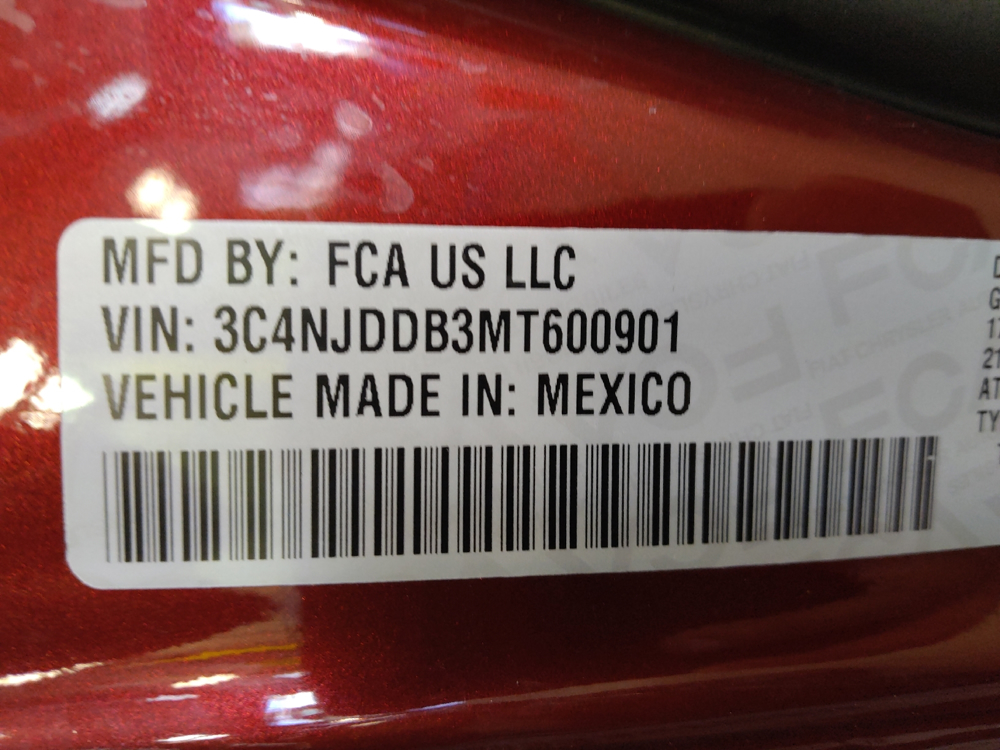 MFD BY: FCA US LLC
VIN: 3C4NJDDB3MT600901
VEHICLE MADE IN: MEXICO